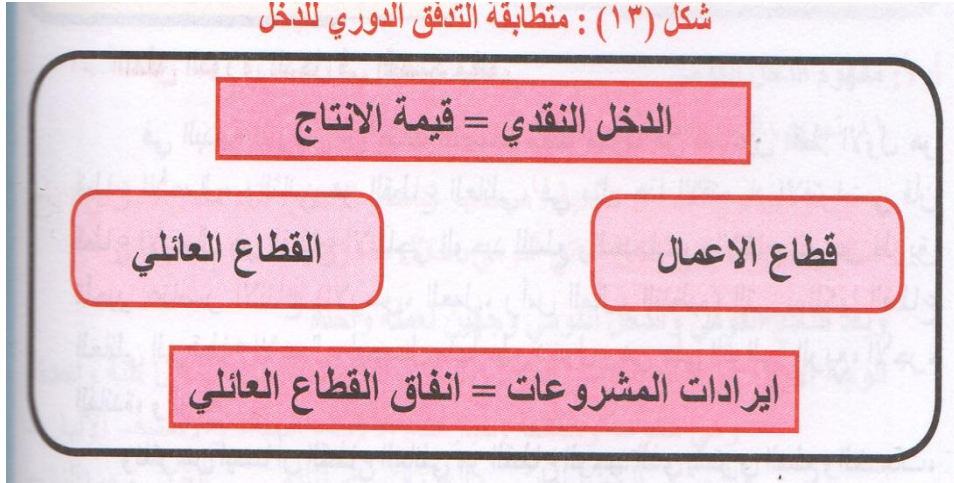 شكل (١٣) : متطابقة التدفق الدوري للدخل
الدخل النقدي = قيمة الانتاج
قطاع الاعمال
القطاع العائلي
ايرادات المشروعات = انفاق القطاع العائلي